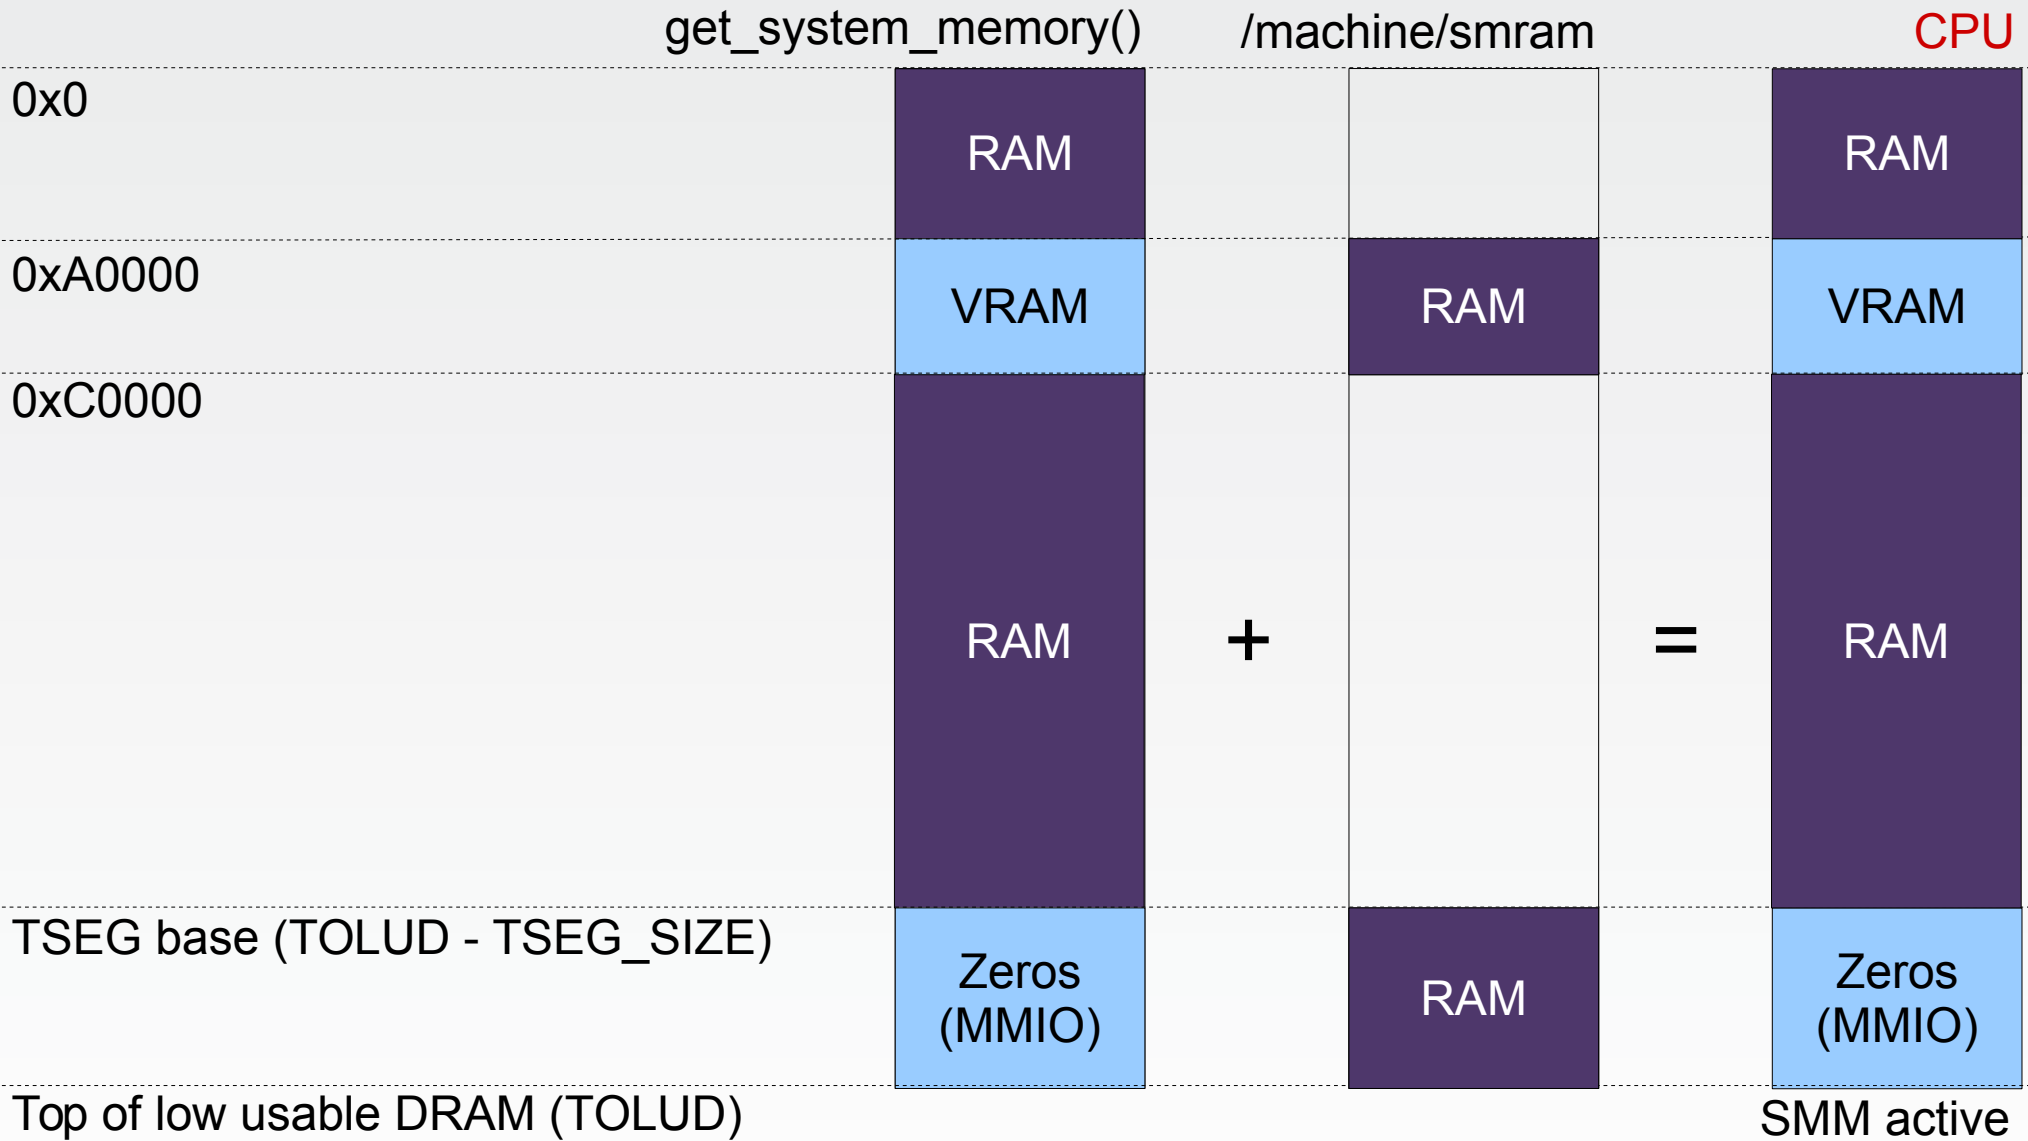 get_system_memory() /machine/smram CPU
0x0
RAM RAM
0xA0000
VRAM RAM VRAM
0xC0000
RAM + = RAM
TSEG base (TOLUD - TSEG_SIZE)
Zeros
(MMIO)
RAM
Zeros
(MMIO)
Top of low usable DRAM (TOLUD)
SMM active